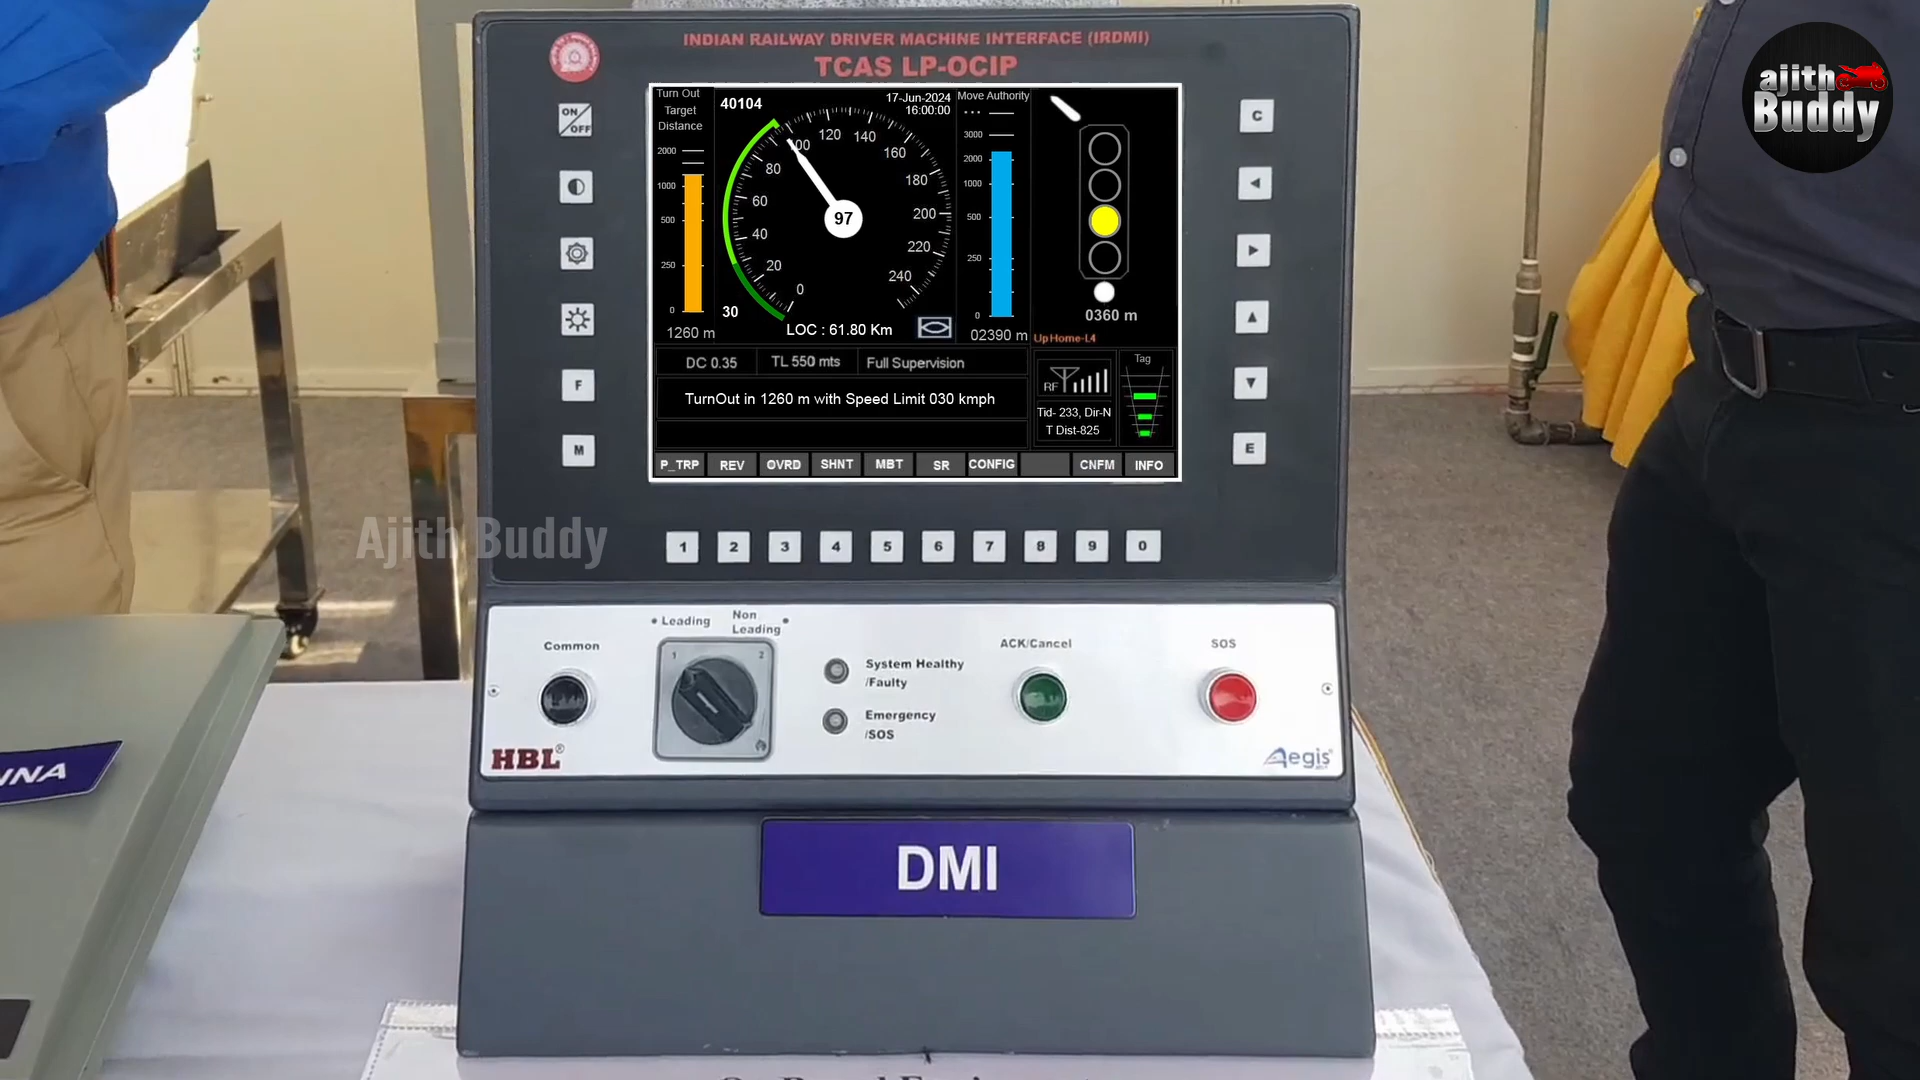 INDIAN RAILWAY DRIVER MACHINE INTERFACE (IRDMI)
TCAS LP-OCIP
ajith
Buddy
ON
OFF
C
F
M
E
Turn Out
Target
Distance
2000
1000
500
250
0
1260 m
40104
17-Jun-2024
16:00:00
0
20
40
60
80
120
140
160
180
200
220
240
97
30
LOC : 61.80 Km
Move Authority
3000
2000
1000
500
250
0
02390 m
0360 m
Up Home-L4
DC 0.35
TL 550 mts
Full Supervision
TurnOut in 1260 m with Speed Limit 030 kmph
RF
Tag
Tid- 233, Dir-N
T Dist-825
P_TRP
REV
OVRD
SHNT
MBT
SR
CONFIG
CNFM
INFO
Ajith Buddy
1 2 3 4 5 6 7 8 9 0
Common
Leading
Non
Leading
1
2
System Healthy
/Faulty
Emergency
/SOS
ACK/Cancel
SOS
HBL®
Aegis
DMI